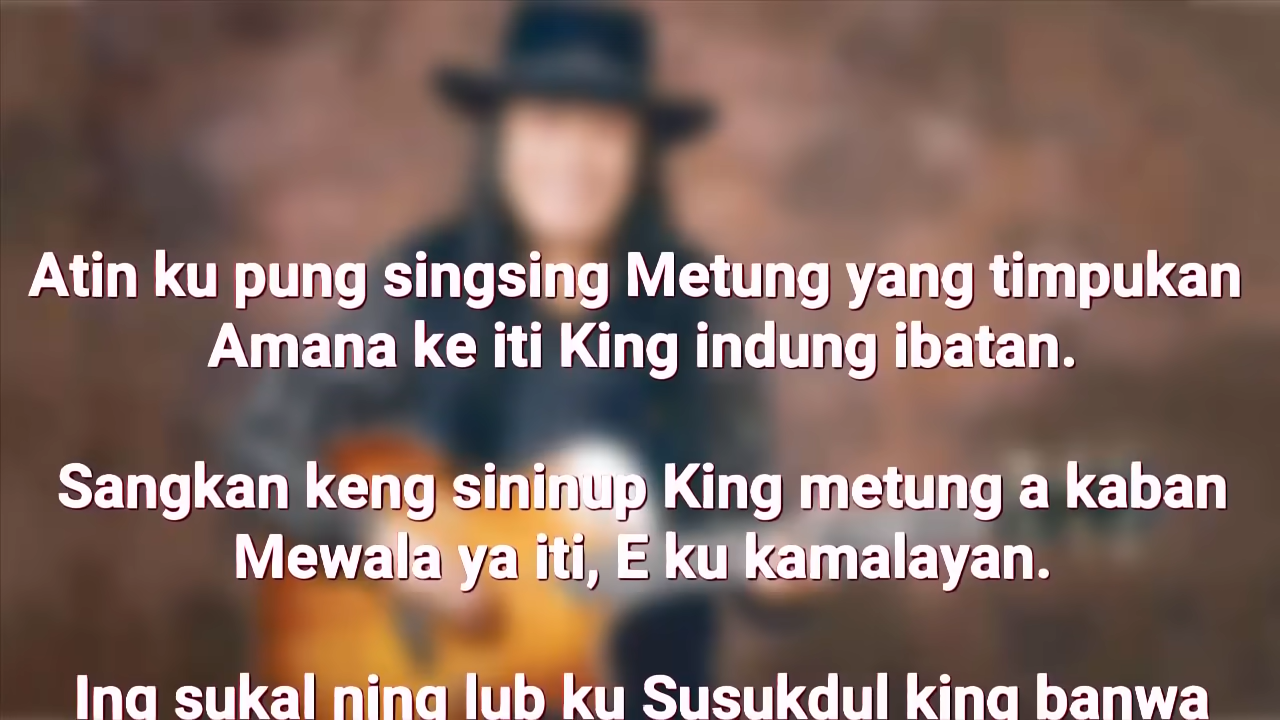 Atin ku pung singsing Metung yang timpukan
Amana ke iti King indung ibatan.
Sangkan keng sininup King metung a kaban
Mewala ya iti, E ku kamalayan.
Ing sukal ning lub ku Susukdul king banwa